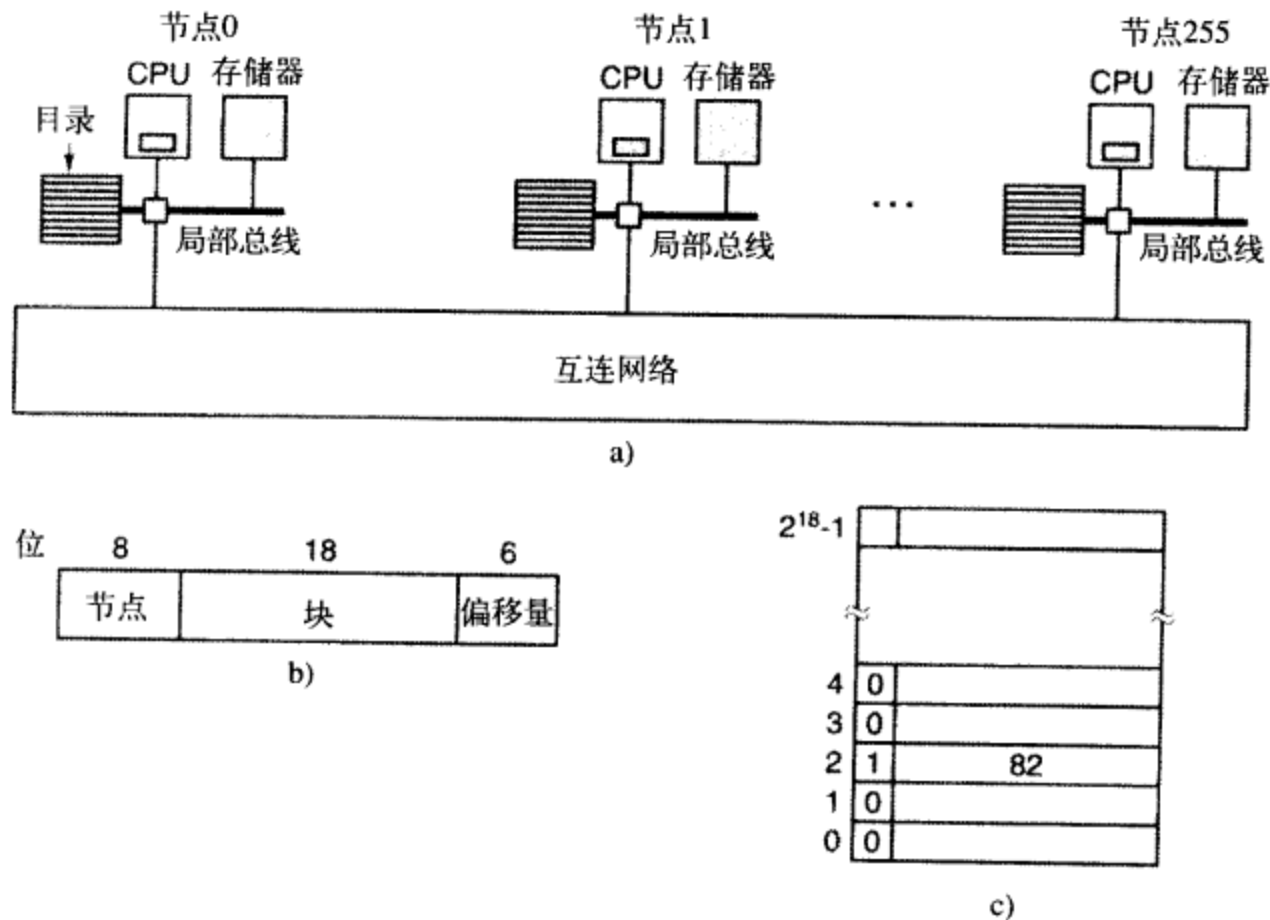 节点0
节点1
节点255
CPU 存储器
CPU 存储器
CPU 存储器
目录
局部总线
局部总线
…
局部总线
互连网络
a)
位 8 18 6
节点 块 偏移量
b)
2¹⁸-1
4 0
3 0
2 1 82
1 0
0 0
c)